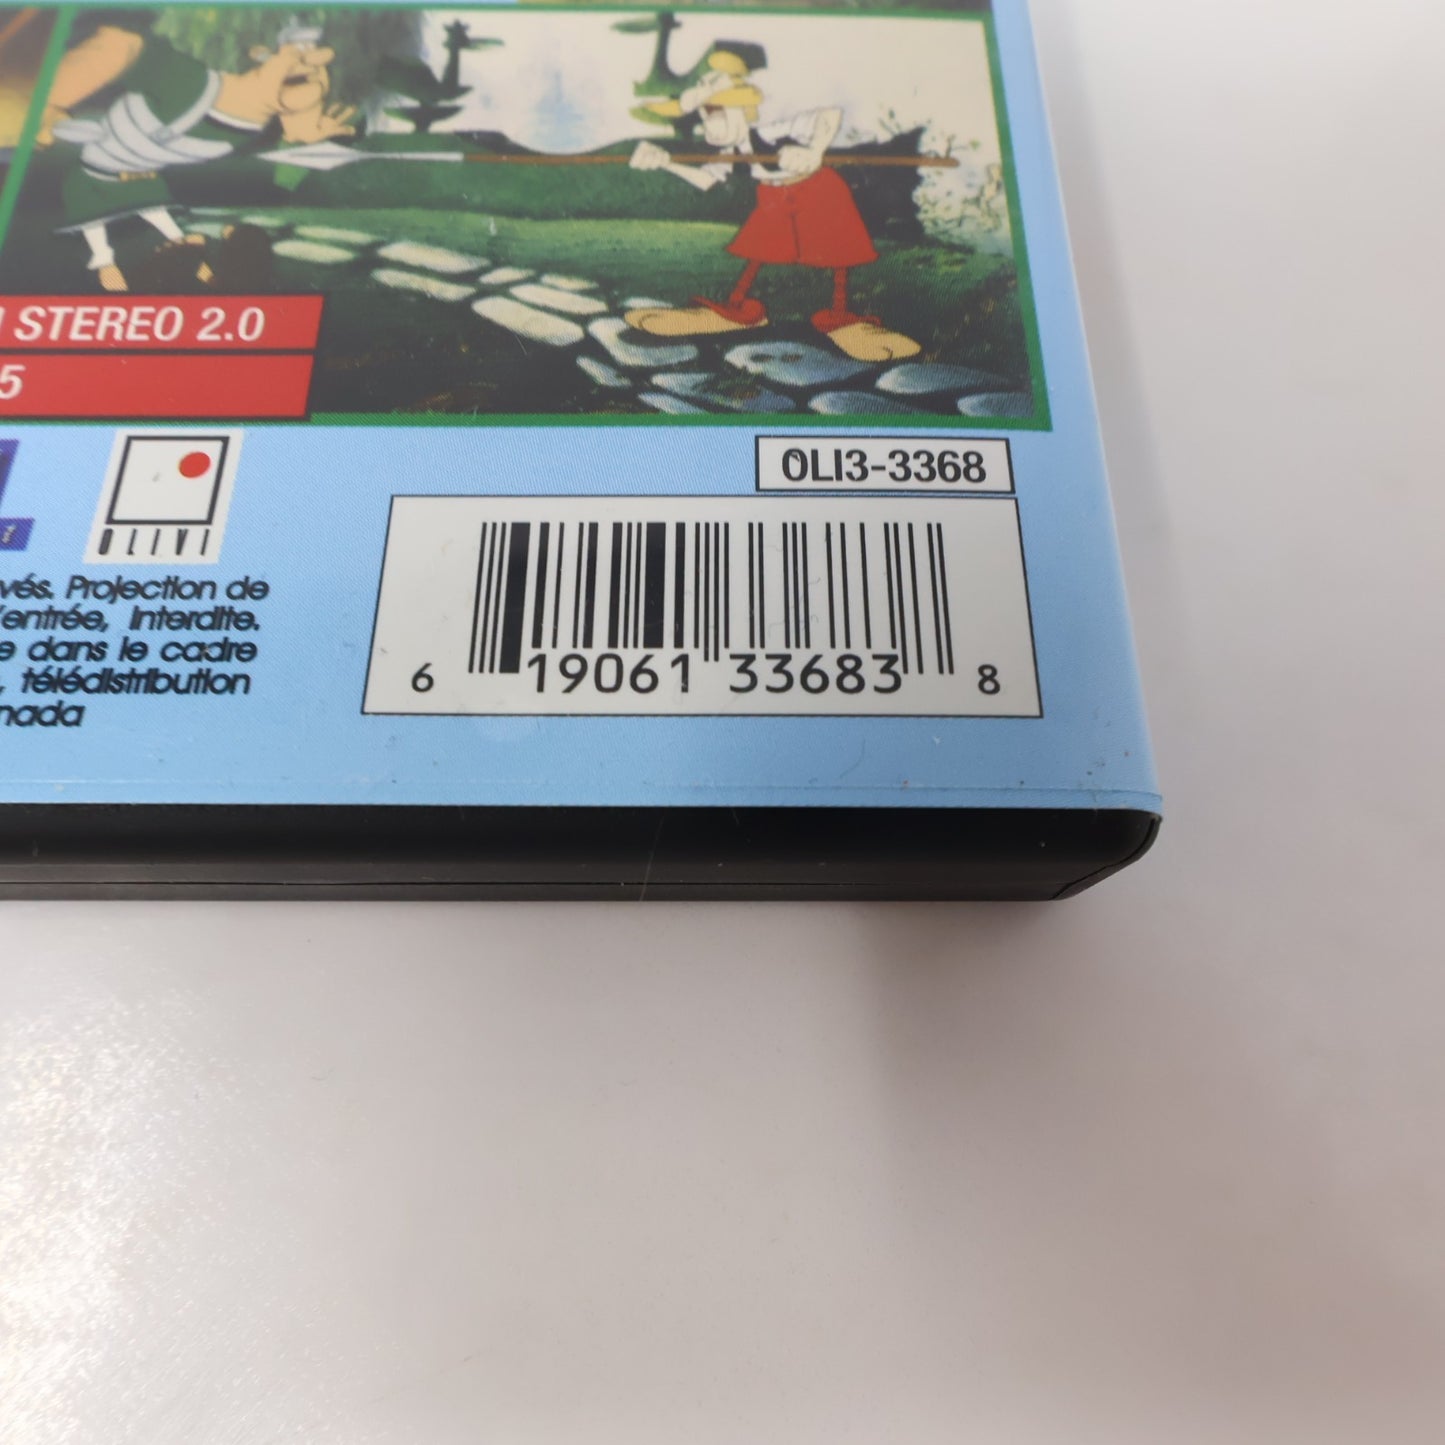 STEREO 2.0
5
OLIVI
OLI3-3368
vés. Projection de
'entrée, interdite.
e dans le cadre
, télédistribution
nada
6 19061 33683 8